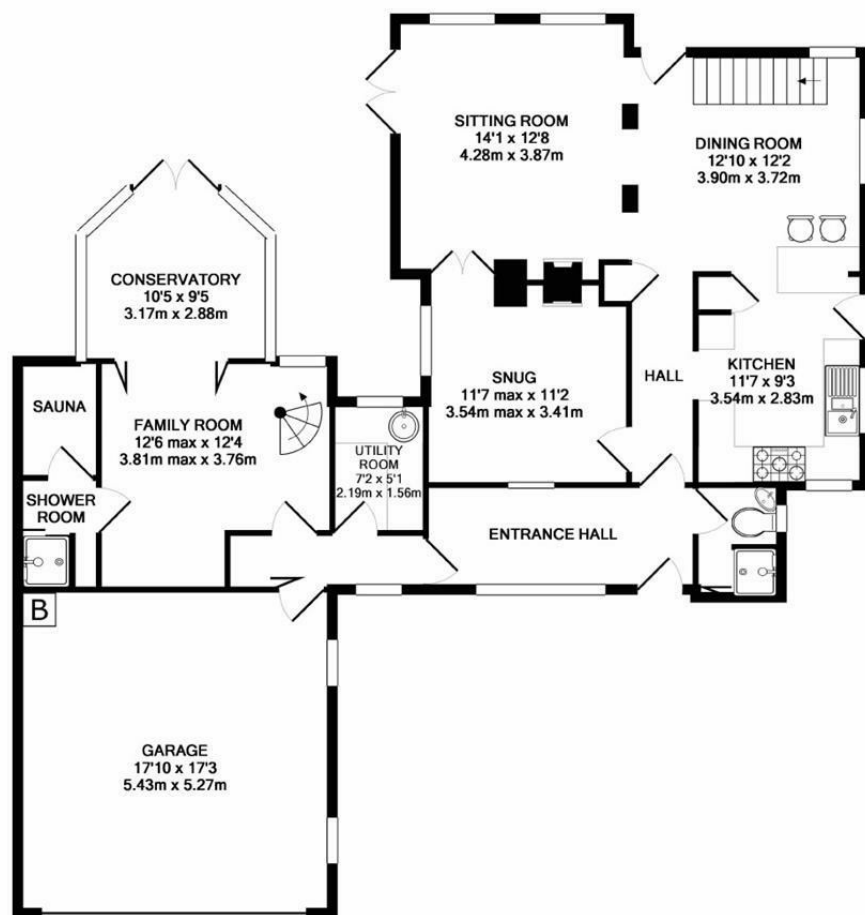 SITTING ROOM
14'1 x 12'8
4.28m x 3.87m
DINING ROOM
12'10 x 12'2
3.90m x 3.72m
CONSERVATORY
10'5 x 9'5
3.17m x 2.88m
SNUG
11'7 max x 11'2
3.54m max x 3.41m
HALL
KITCHEN
11'7 x 9'3
3.54m x 2.83m
SAUNA
FAMILY ROOM
12'6 max x 12'4
3.81m max x 3.76m
UTILITY
ROOM
7'2 x 5'1
2.19m x 1.56m
SHOWER
ROOM
ENTRANCE HALL
B
GARAGE
17'10 x 17'3
5.43m x 5.27m